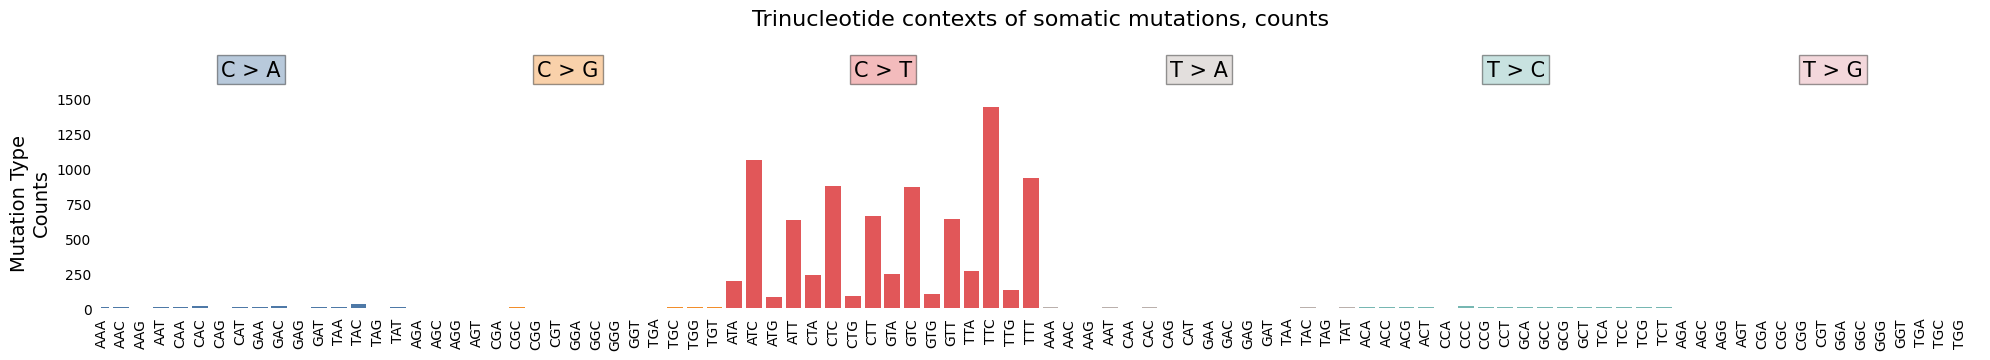 Trinucleotide contexts of somatic mutations, counts
C > A
C > G
C > T
T > A
T > C
T > G
Mutation Type
Counts
1500
1250
1000
750
500
250
0
AAA AAC AAG AAT CAA CAC CAG CAT GAA GAC GAG GAT TAA TAC TAG TAT AGA AGC AGG AGT CGA CGC CGG CGT GGA GGC GGG GGT TGA TGC TGG TGT ATA ATC ATG ATT CTA CTC CTG CTT GTA GTC GTG GTT TTA TTC TTG TTT AAA AAC AAG AAT CAA CAC CAG CAT GAA GAC GAG GAT TAA TAC TAG TAT ACA ACC ACG ACT CCA CCC CCG CCT GCA GCC GCG GCT TCA TCC TCG TCT AGA AGC AGG AGT CGA CGC CGG CGT GGA GGC GGG GGT TGA TGC TGG